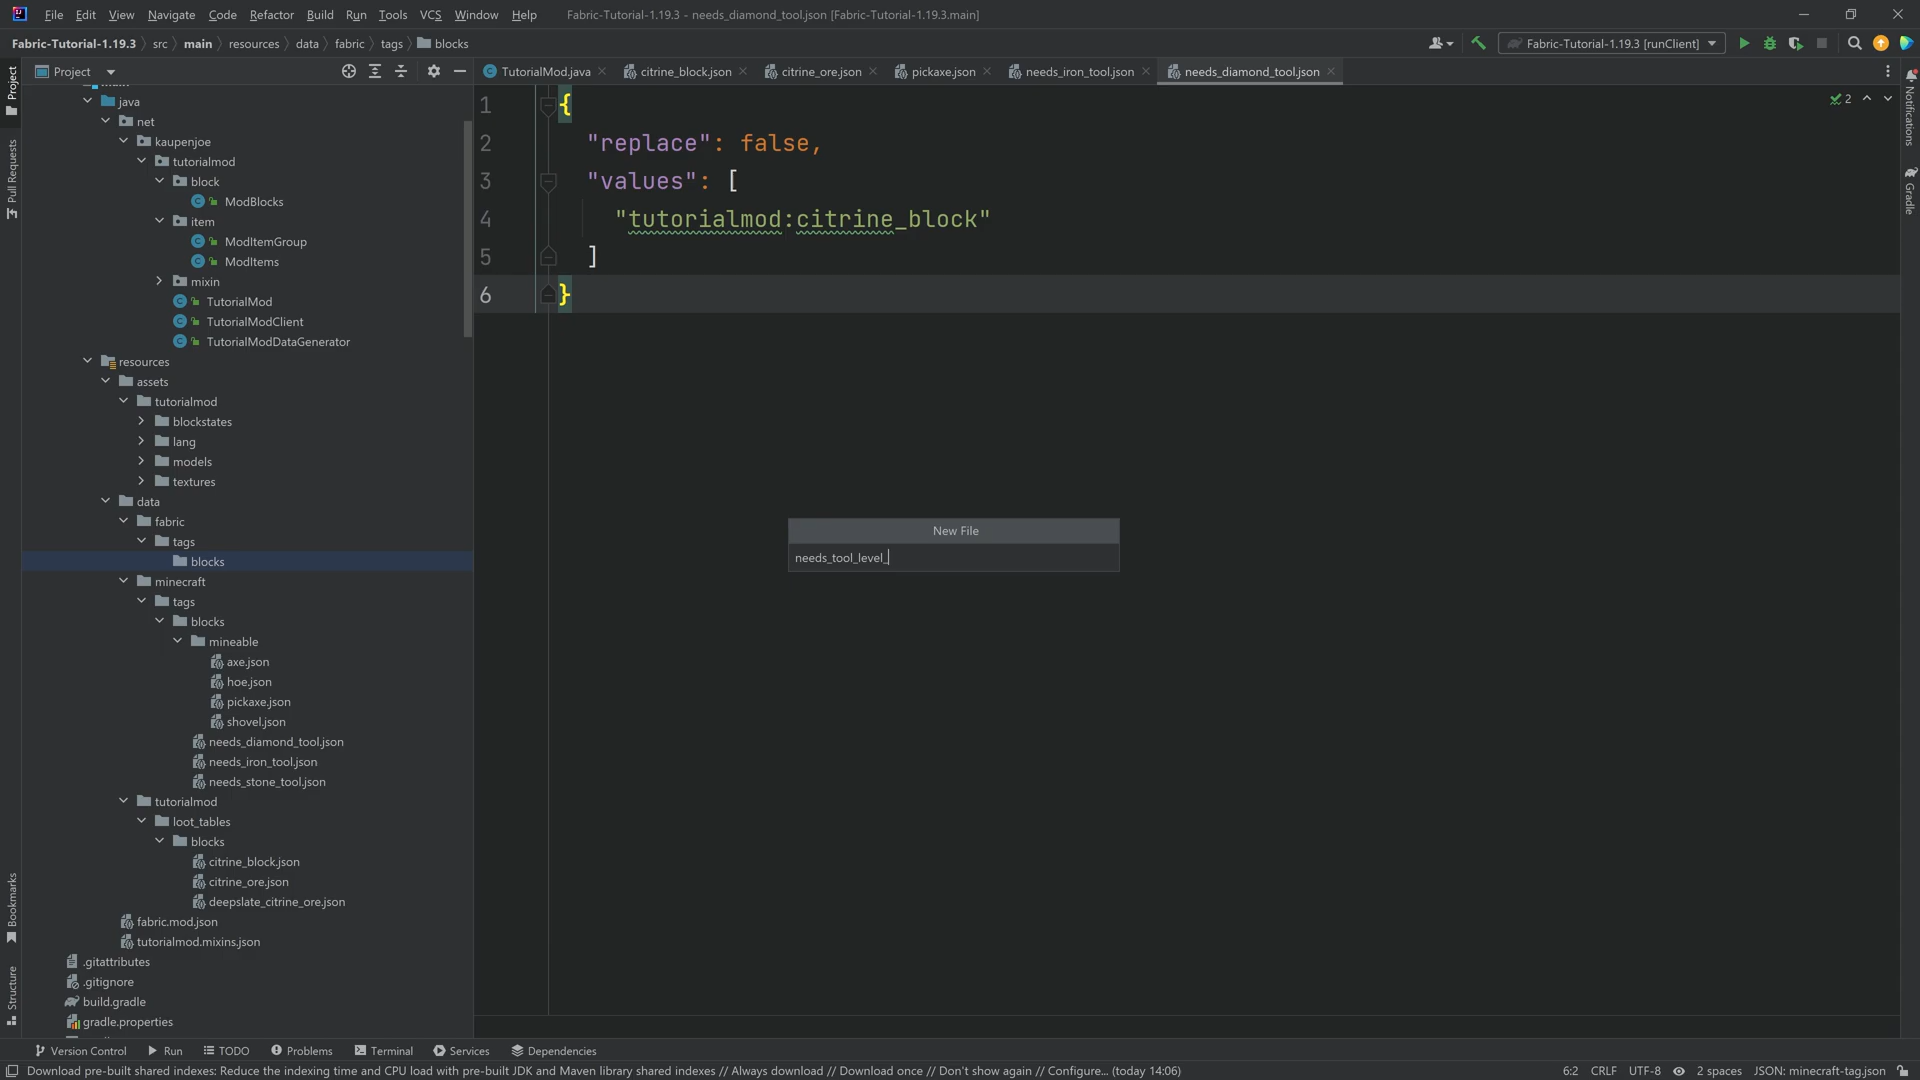 File Edit View Navigate Code Refactor Build Run Tools VCS Window Help Fabric-Tutorial-1.19.3 - needs_diamond_tool.json [Fabric-Tutorial-1.19.3.main]
Fabric-Tutorial-1.19.3 src main resources data fabric tags blocks Fabric-Tutorial-1.19.3 [runClient]
Project TutorialMod.java citrine_block.json citrine_ore.json pickaxe.json needs_iron_tool.json needs_diamond_tool.json
Project
Pull Requests
Bookmarks
Structure
java
net
kaupenjoe
tutorialmod
block
ModBlocks
item
ModItemGroup
ModItems
mixin
TutorialMod
TutorialModClient
TutorialModDataGenerator
resources
assets
tutorialmod
blockstates
lang
models
textures
data
fabric
tags
blocks
minecraft
tags
blocks
mineable
axe.json
hoe.json
pickaxe.json
shovel.json
needs_diamond_tool.json
needs_iron_tool.json
needs_stone_tool.json
tutorialmod
loot_tables
blocks
citrine_block.json
citrine_ore.json
deepslate_citrine_ore.json
fabric.mod.json
tutorialmod.mixins.json
.gitattributes
.gitignore
build.gradle
gradle.properties
1 {
2 "replace": false,
3 "values": [
4 "tutorialmod:citrine_block"
5 ]
6 }
2
New File
needs_tool_level_
Notifications
Gradle
Version Control Run TODO Problems Terminal Services Dependencies
Download pre-built shared indexes: Reduce the indexing time and CPU load with pre-built JDK and Maven library shared indexes // Always download // Download once // Don't show again // Configure... (today 14:06) 6:2 CRLF UTF-8 2 spaces JSON: minecraft-tag.json